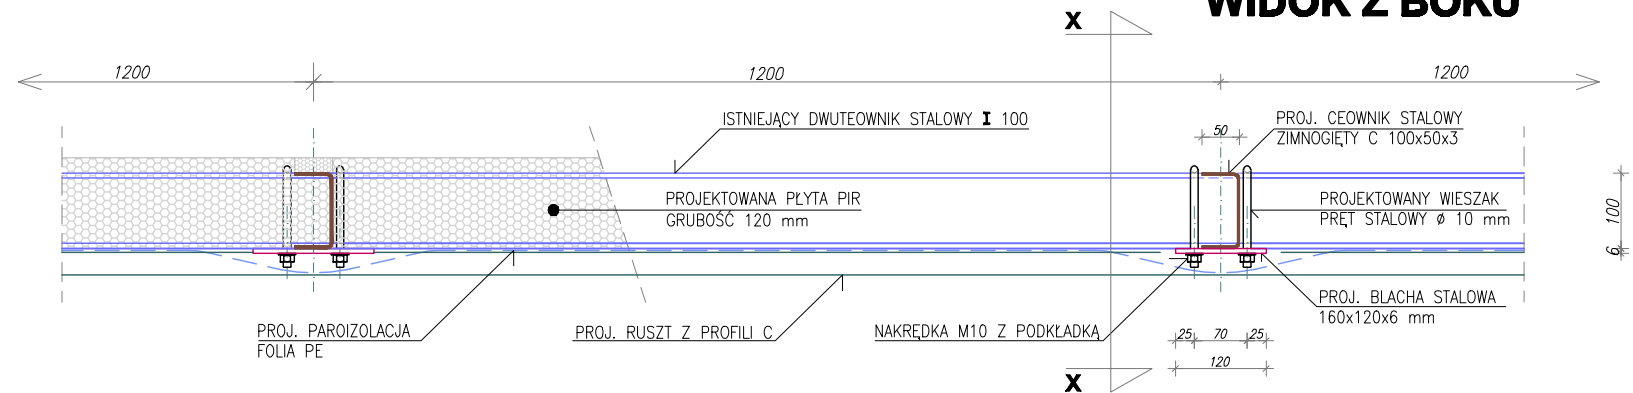 WIDOK Z BOKU
X
1200
1200
1200
ISTNIEJĄCY DWUTEOWNIK STALOWY I 100
50
PROJ. CEOWNIK STALOWY
ZIMNOGIĘTY C 100x50x3
PROJEKTOWANA PŁYTA PIR
GRUBOŚĆ 120 mm
PROJEKTOWANY WIESZAK
PRĘT STALOWY ø 10 mm
100
6
PROJ. PAROIZOLACJA
FOLIA PE
PROJ. RUSZT Z PROFILI C
NAKRĘDKA M10 Z PODKŁADKĄ
PROJ. BLACHA STALOWA
160x120x6 mm
25
70
25
120
X